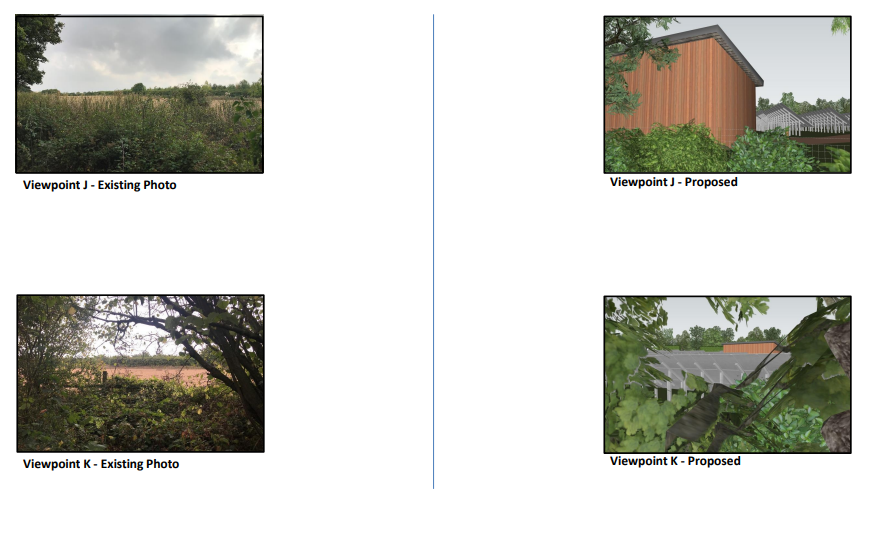 Viewpoint J - Existing Photo
Viewpoint J - Proposed
Viewpoint K - Existing Photo
Viewpoint K - Proposed